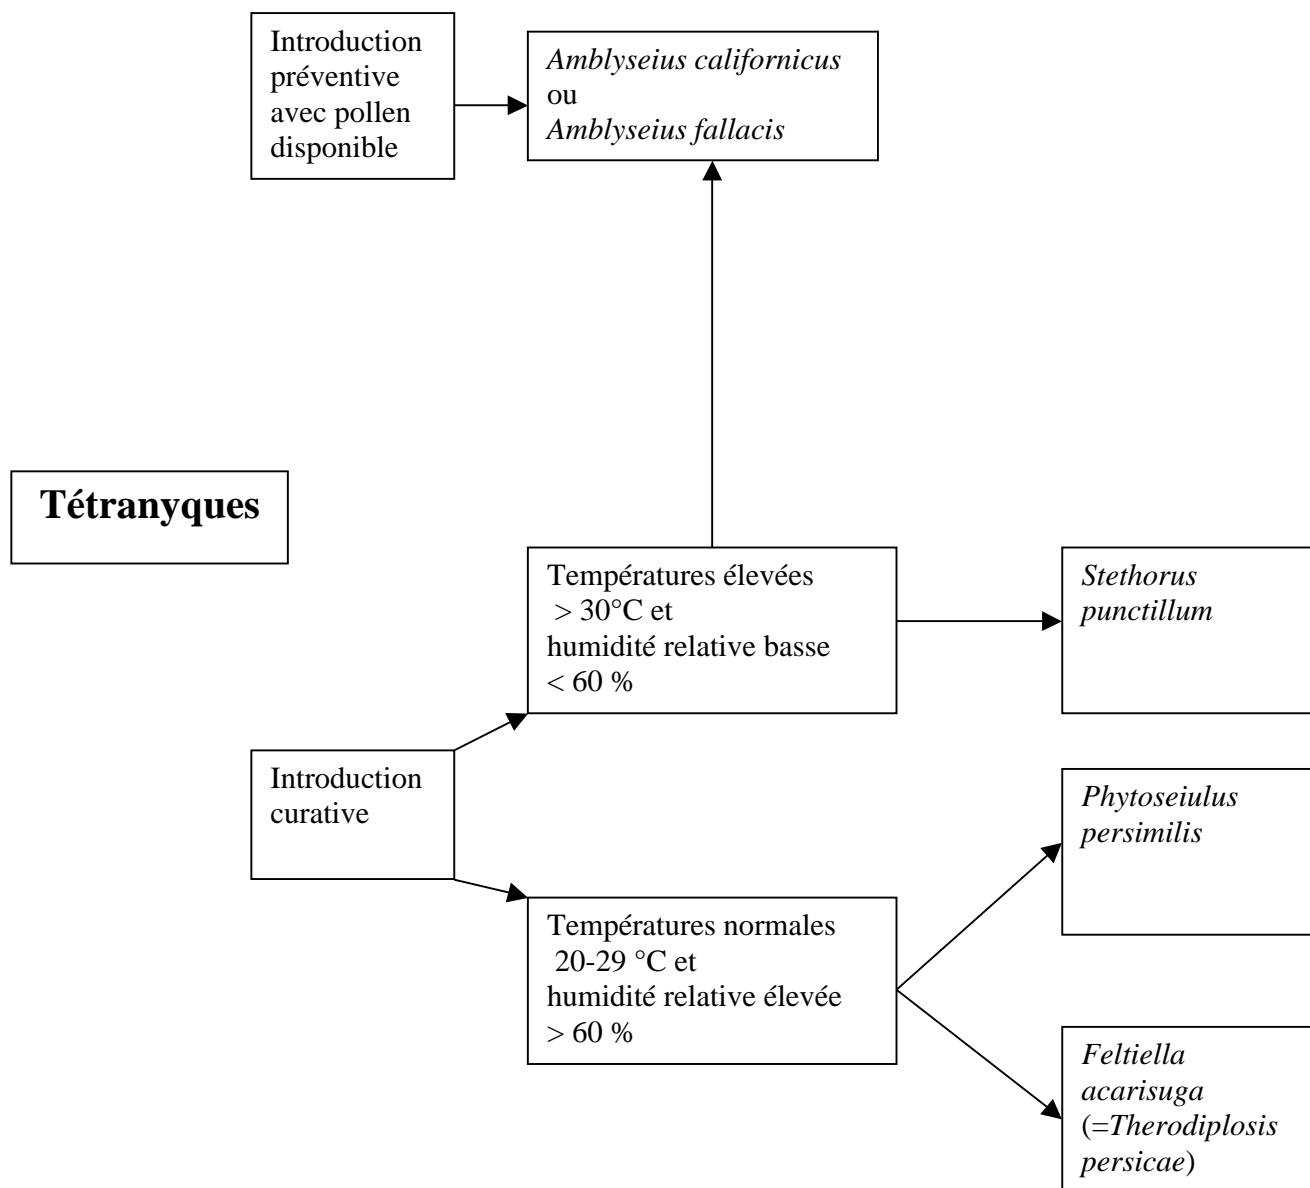 Introduction
préventive
avec pollen
disponible
Amblyseius californicus
ou
Amblyseius fallacis
Tétranyques
Températures élevées
> 30°C et
humidité relative basse
< 60 %
Stethorus
punctillum
Introduction
curative
Phytoseiulus
persimilis
Températures normales
20-29 °C et
humidité relative élevée
> 60 %
Feltiella
acarisuga
(=Therodiplosis
persicae)